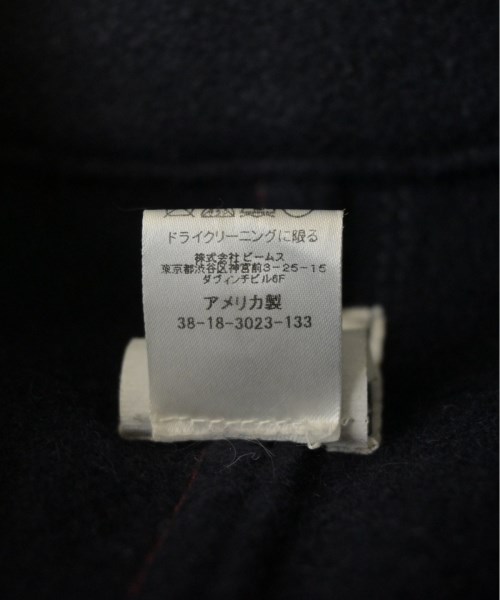 ドライクリーニングに限る
株式会社ビームス
東京都渋谷区神宮前3-25-15
ダヴィンチビル6F
アメリカ製
38-18-3023-133